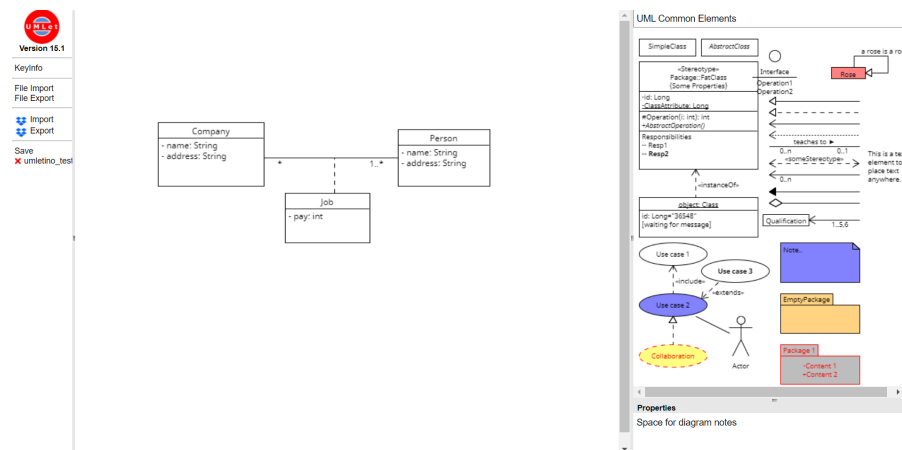 UMLet
Version 15.1
KeyInfo
File Import
File Export
Import
Export
Save
umletino_test
Company
- name: String
- address: String
*
1..*
Person
- name: String
- address: String
Job
- pay: int
UML Common Elements
SimpleClass
AbstractClass
«Stereotype»
Package::FatClass
{Some Properties}
-id: Long
-ClassAttribute: Long
#Operation(i: int): int
+AbstractOperation()
Responsibilities
-- Resp1
-- Resp2
«instanceOf»
object: Class
id: Long="36548"
[waiting for message]
Interface
Operation1
Operation2
a rose is a ro
Rose
teaches to ►
0..n
0..1
«someStereotype»
0..n
This is a te
element to
place text
anywhere.
Qualification
1..5,6
Use case 1
Use case 3
«include»
«extends»
Use case 2
Collaboration
Actor
Note..
EmptyPackage
Package 1
-Content 1
+Content 2
Properties
Space for diagram notes